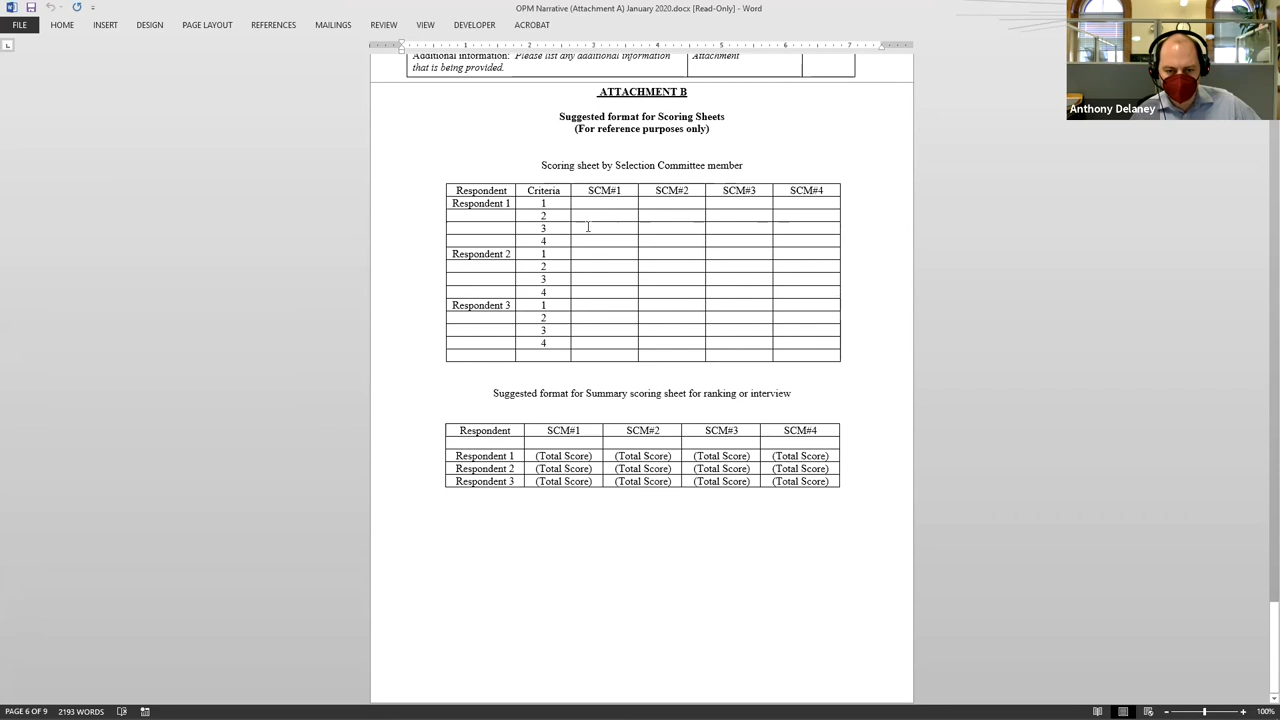 OPM Narrative (Attachment A) January 2020.docx [Read-Only] - Word
FILE HOME INSERT DESIGN PAGE LAYOUT REFERENCES MAILINGS REVIEW VIEW DEVELOPER ACROBAT
1 2 3 4 5 6 7
Additional information: Please list any additional information Attachment
that is being provided.
Anthony Delaney
ATTACHMENT B
Suggested format for Scoring Sheets
(For reference purposes only)
Scoring sheet by Selection Committee member
Respondent Criteria SCM#1 SCM#2 SCM#3 SCM#4
Respondent 1 1
2
3
4
Respondent 2 1
2
3
4
Respondent 3 1
2
3
4
Suggested format for Summary scoring sheet for ranking or interview
Respondent SCM#1 SCM#2 SCM#3 SCM#4
Respondent 1 (Total Score) (Total Score) (Total Score) (Total Score)
Respondent 2 (Total Score) (Total Score) (Total Score) (Total Score)
Respondent 3 (Total Score) (Total Score) (Total Score) (Total Score)
PAGE 6 OF 9 2193 WORDS 100%